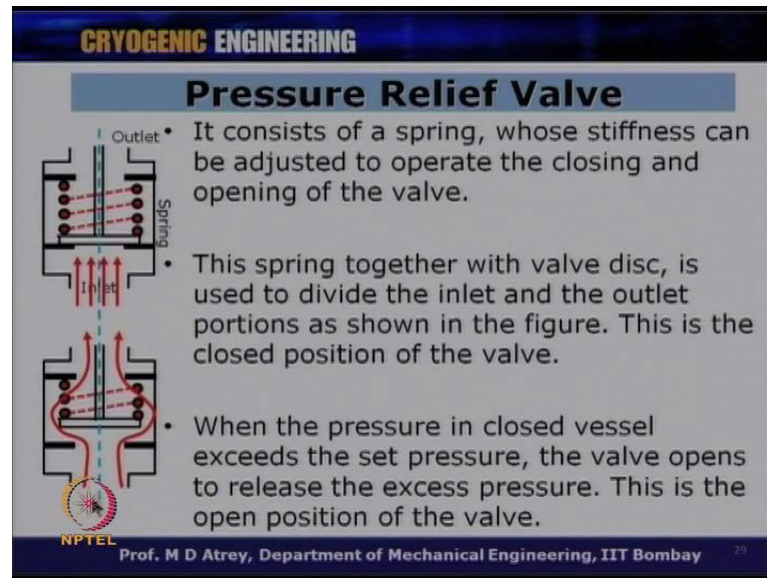 CRYOGENIC ENGINEERING
Pressure Relief Valve
Outlet
Spring
Inlet
• It consists of a spring, whose stiffness can
be adjusted to operate the closing and
opening of the valve.
• This spring together with valve disc, is
used to divide the inlet and the outlet
portions as shown in the figure. This is the
closed position of the valve.
• When the pressure in closed vessel
exceeds the set pressure, the valve opens
to release the excess pressure. This is the
open position of the valve.
NPTEL
Prof. M D Atrey, Department of Mechanical Engineering, IIT Bombay
29